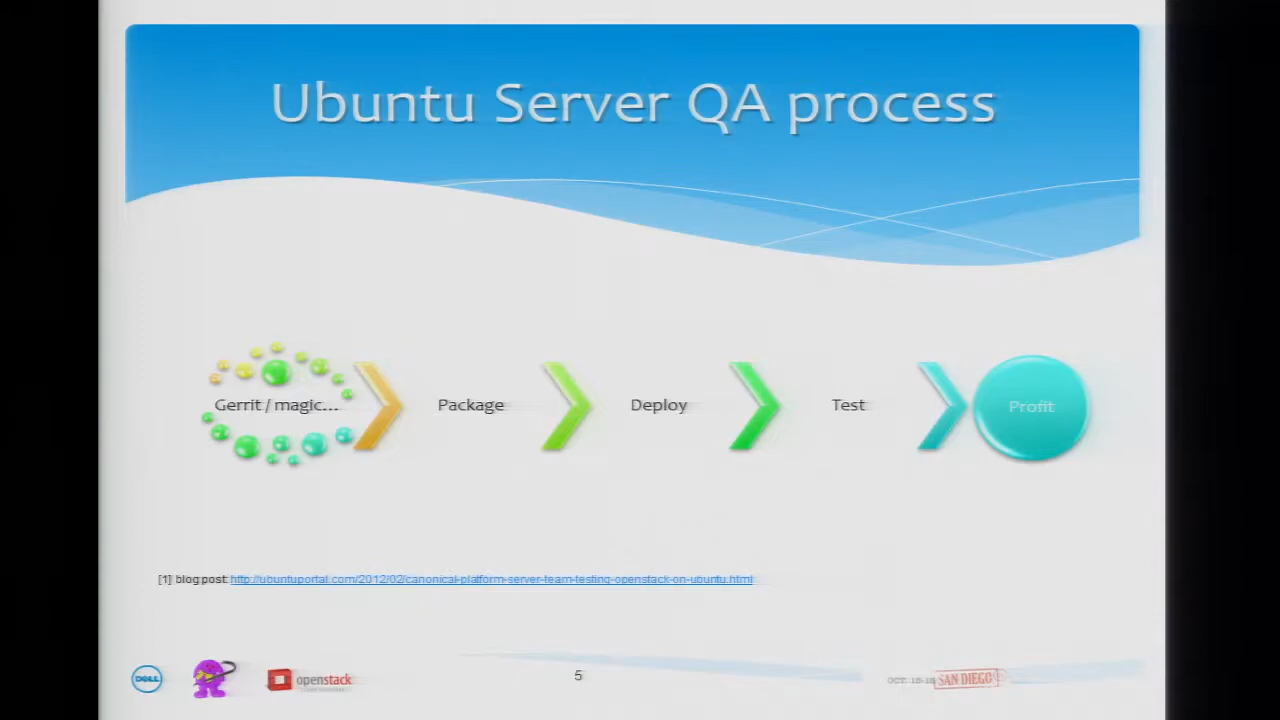 Ubuntu Server QA process
Gerrit / magic... Package Deploy Test Profit
[1] blog post: http://ubuntuportal.com/2012/02/canonical-platform-server-team-testing-openstack-on-ubuntu.html
DELL openstack 5 SAN DIEGO